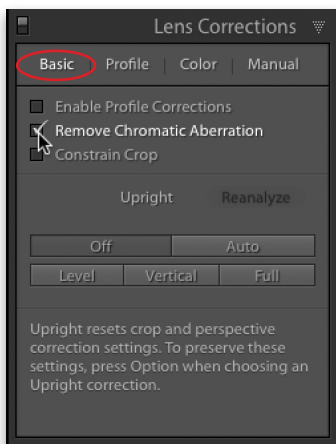 Lens Corrections
Basic | Profile | Color | Manual
Enable Profile Corrections
Remove Chromatic Aberration
Constrain Crop
Upright Reanalyze
Off Auto
Level Vertical Full
Upright resets crop and perspective
correction settings. To preserve these
settings, press Option when choosing an
Upright correction.